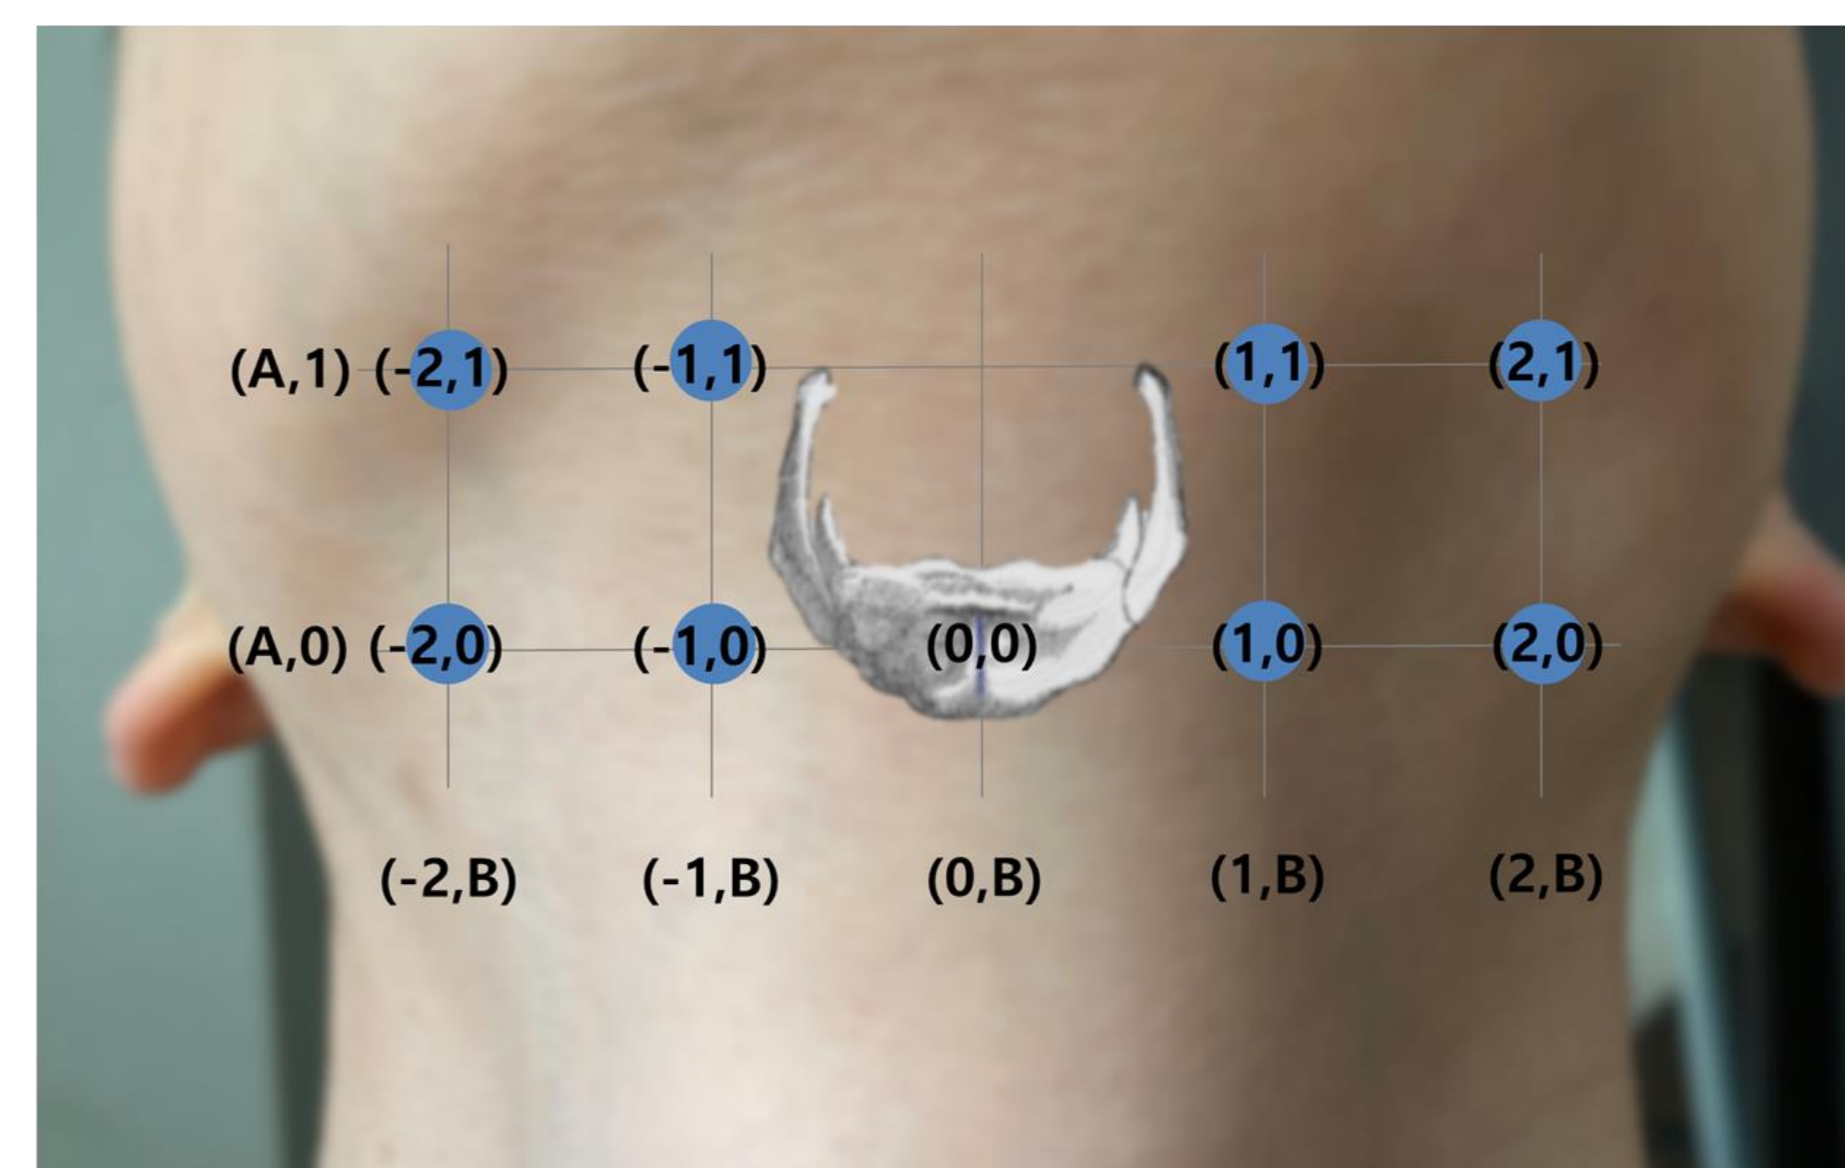 (A,1) (-2,1) (-1,1) (1,1) (2,1)
(A,0) (-2,0) (-1,0) (0,0) (1,0) (2,0)
(-2,B) (-1,B) (0,B) (1,B) (2,B)